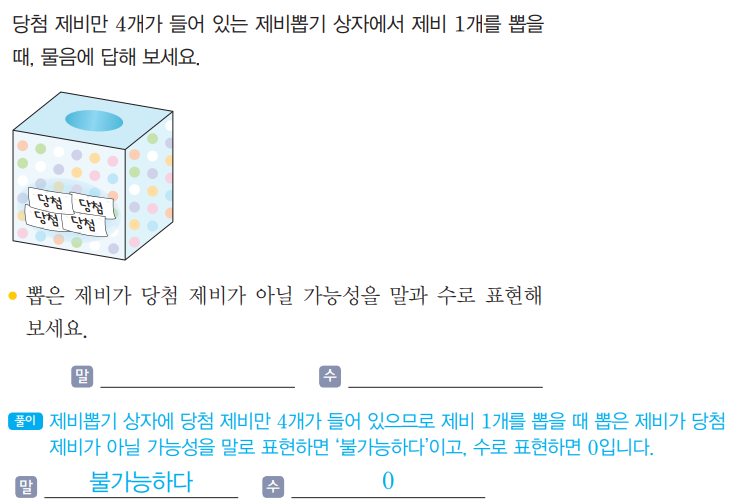 당첨 제비만 4개가 들어 있는 제비뽑기 상자에서 제비 1개를 뽑을
때, 물음에 답해 보세요.
당첨 당첨
당첨 당첨
뽑은 제비가 당첨 제비가 아닐 가능성을 말과 수로 표현해
보세요.
말 수
풀이 제비뽑기 상자에 당첨 제비만 4개가 들어 있으므로 제비 1개를 뽑을 때 뽑은 제비가 당첨
제비가 아닐 가능성을 말로 표현하면 ‘불가능하다’이고, 수로 표현하면 0입니다.
말 불가능하다 수 0